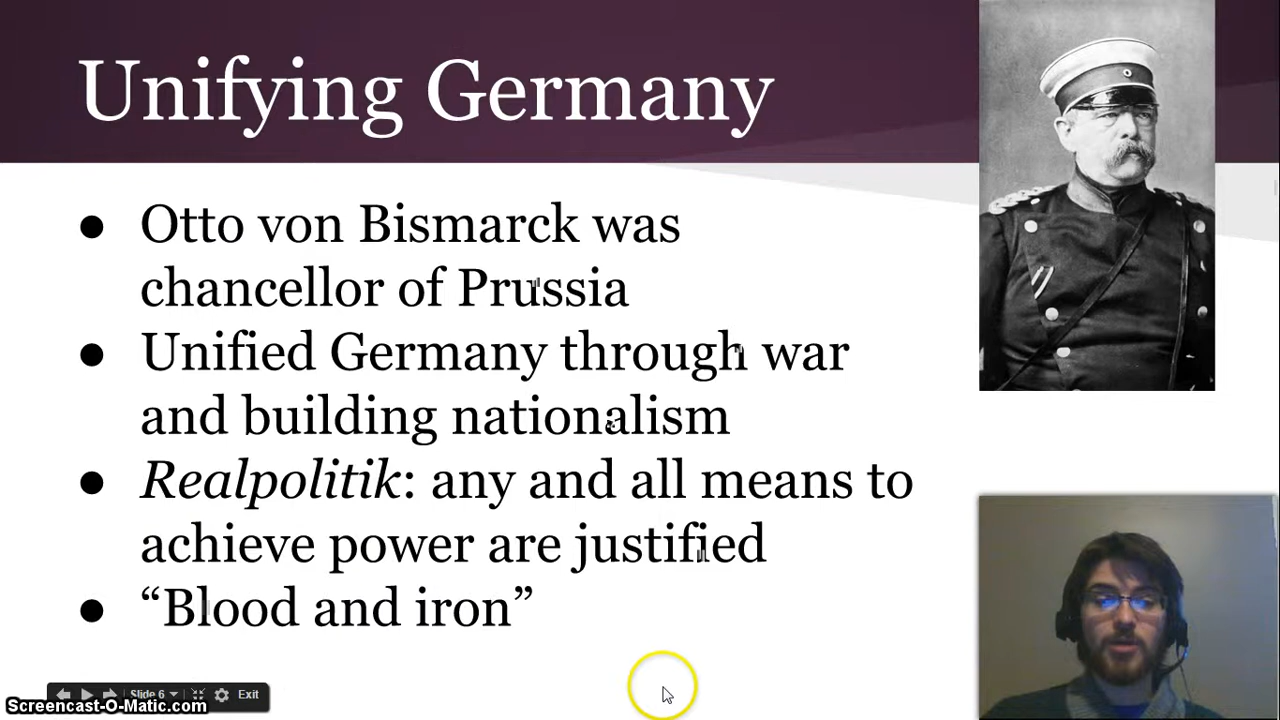 Unifying Germany
● Otto von Bismarck was
chancellor of Prussia
● Unified Germany through war
and building nationalism
● Realpolitik: any and all means to
achieve power are justified
● “Blood and iron”
Slide 6
Exit
Screencast-O-Matic.com